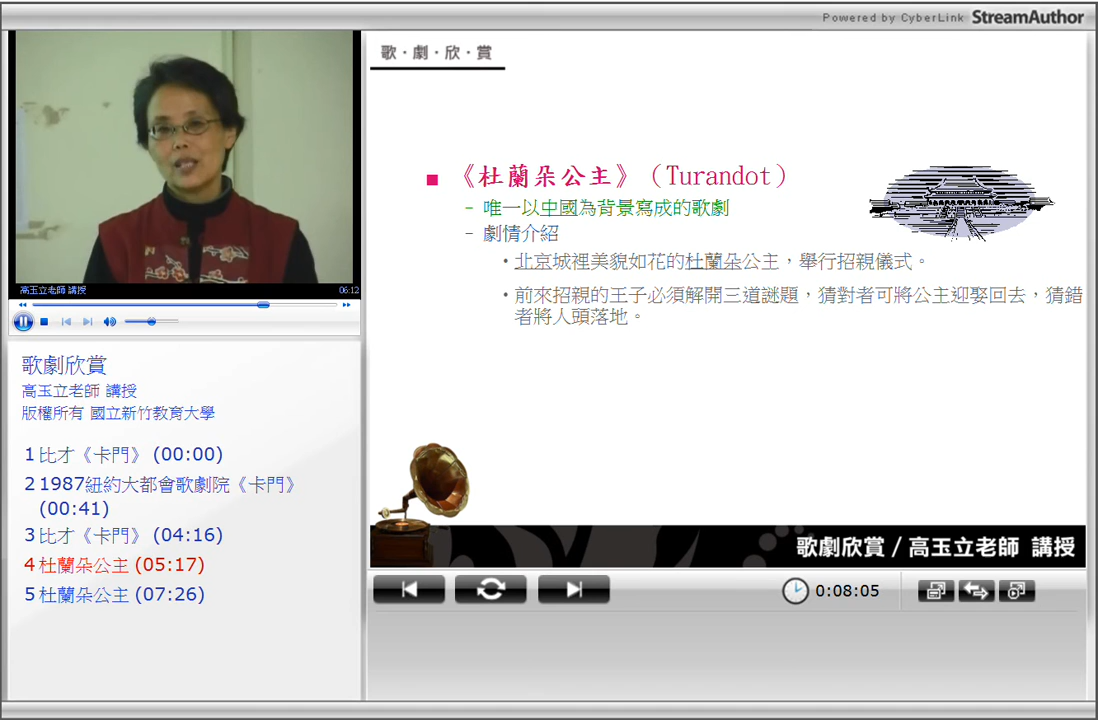 Powered by CyberLink StreamAuthor
高玉立老師 講授 06:12
歌劇欣賞
高玉立老師 講授
版權所有 國立新竹教育大學
1 比才《卡門》 (00:00)
2 1987紐約大都會歌劇院《卡門》
(00:41)
3 比才《卡門》 (04:16)
4 杜蘭朵公主 (05:17)
5 杜蘭朵公主 (07:26)
歌・劇・欣・賞
■ 《杜蘭朵公主》（Turandot）
- 唯一以中國為背景寫成的歌劇
- 劇情介紹
• 北京城裡美貌如花的杜蘭朵公主，舉行招親儀式。
• 前來招親的王子必須解開三道謎題，猜對者可將公主迎娶回去，猜錯
者將人頭落地。
歌劇欣賞 / 高玉立老師 講授
0:08:05